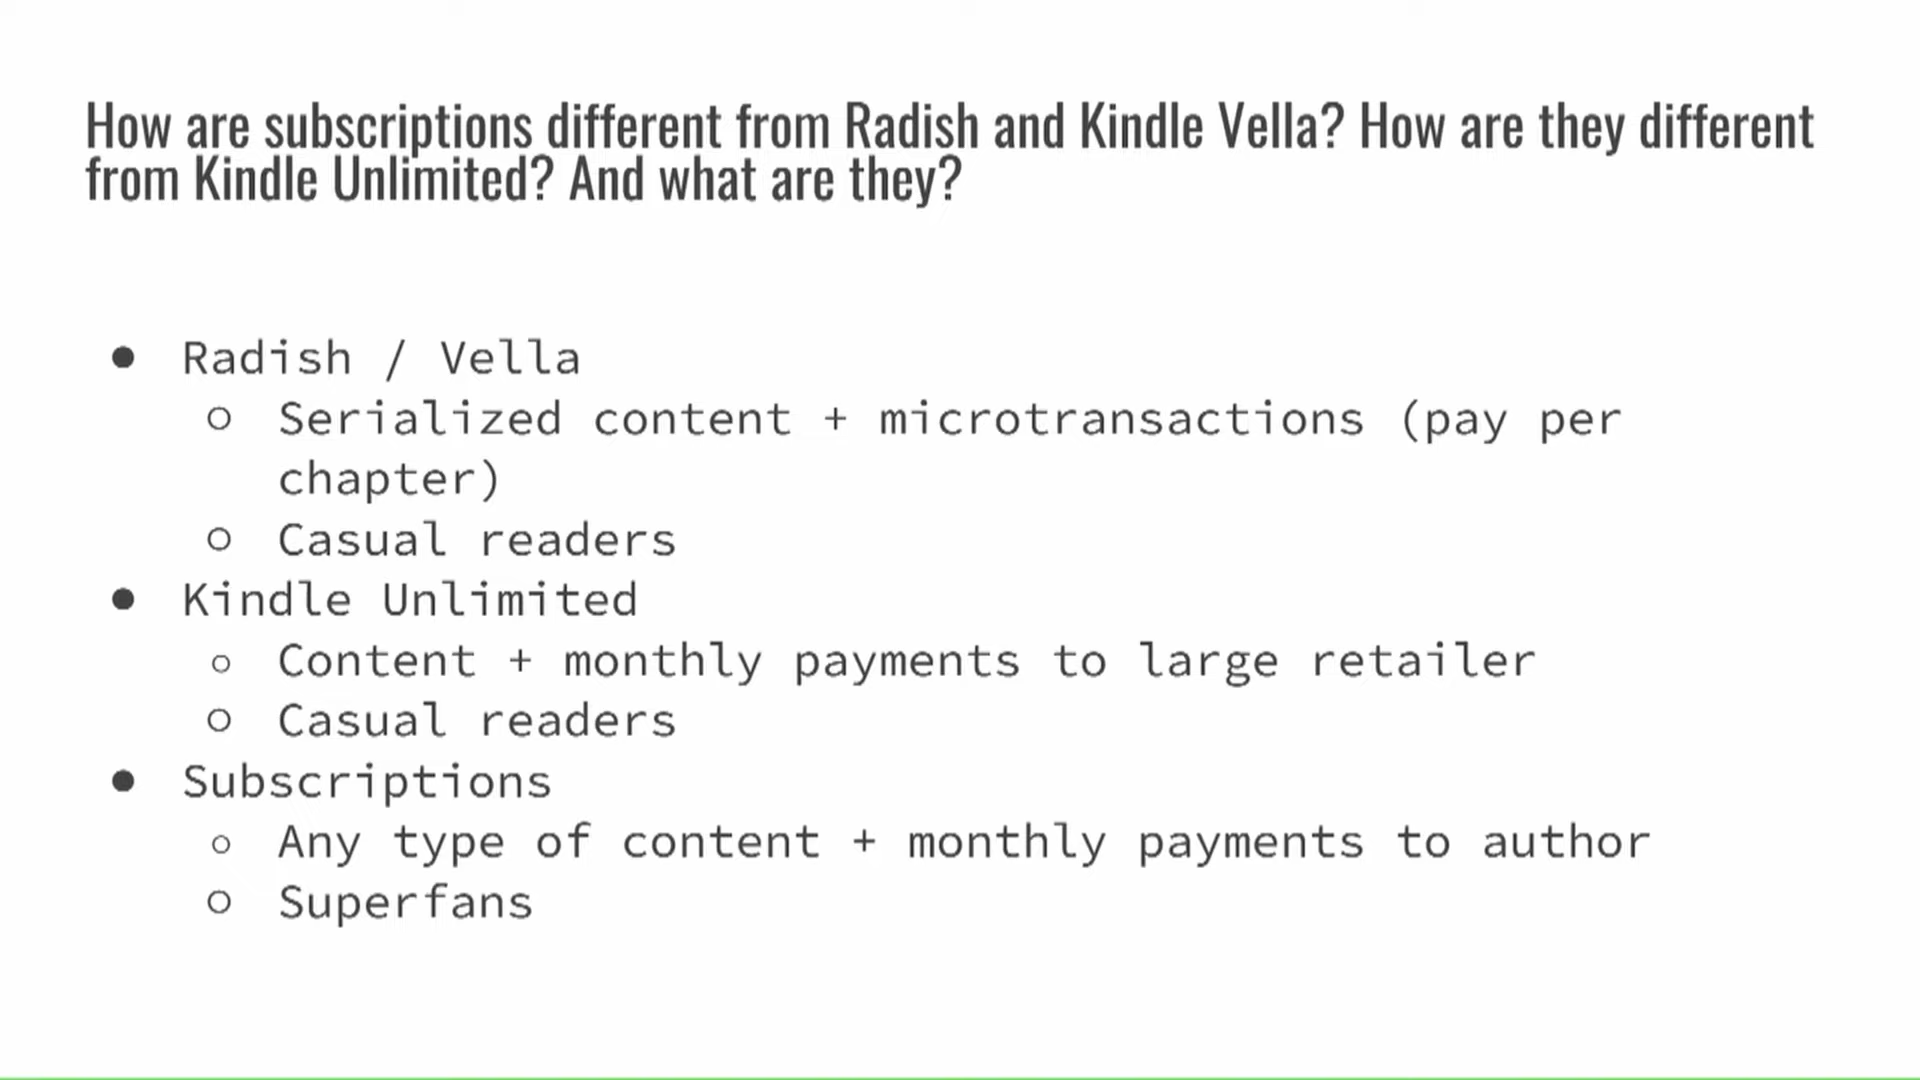 How are subscriptions different from Radish and Kindle Vella? How are they different
from Kindle Unlimited? And what are they?
● Radish / Vella
○ Serialized content + microtransactions (pay per
chapter)
○ Casual readers
● Kindle Unlimited
○ Content + monthly payments to large retailer
○ Casual readers
● Subscriptions
○ Any type of content + monthly payments to author
○ Superfans